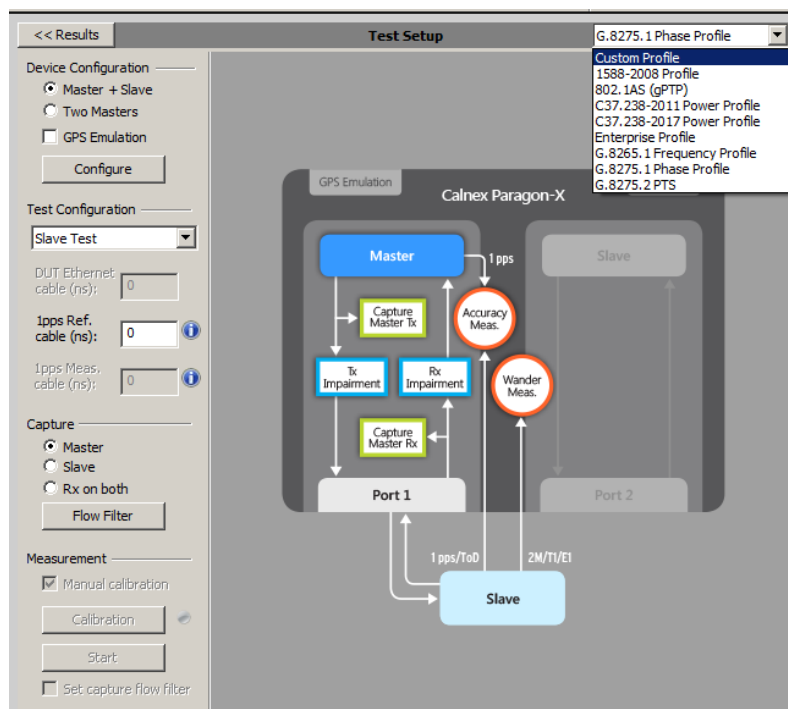 << Results
Test Setup
G.8275.1 Phase Profile
Custom Profile
1588-2008 Profile
802.1AS (gPTP)
C37.238-2011 Power Profile
C37.238-2017 Power Profile
Enterprise Profile
G.8265.1 Frequency Profile
G.8275.1 Phase Profile
G.8275.2 PTS
Device Configuration
Master + Slave
Two Masters
GPS Emulation
Configure
Test Configuration
Slave Test
DUT Ethernet
cable (ns):
0
1pps Ref.
cable (ns):
0
1pps Meas.
cable (ns):
0
Capture
Master
Slave
Rx on both
Flow Filter
Measurement
Manual calibration
Calibration
Start
Set capture flow filter
GPS Emulation
Calnex Paragon-X
Master
1 pps
Slave
Capture
Master Tx
Accuracy
Meas.
Tx
Impairment
Rx
Impairment
Wander
Meas.
Capture
Master Rx
Port 1
Port 2
1 pps/ToD
2M/T1/E1
Slave